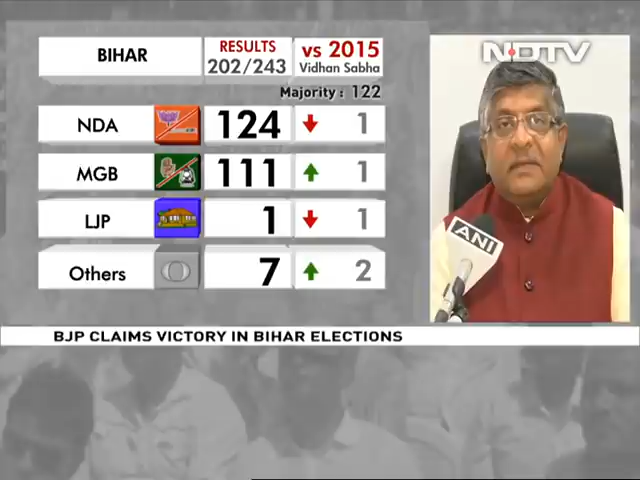 BIHAR
RESULTS
202/243
vs 2015
Vidhan Sabha
Majority : 122
NDA 124 1
MGB 111 1
LJP 1 1
Others 7 2
NDTV
ANI
BJP CLAIMS VICTORY IN BIHAR ELECTIONS